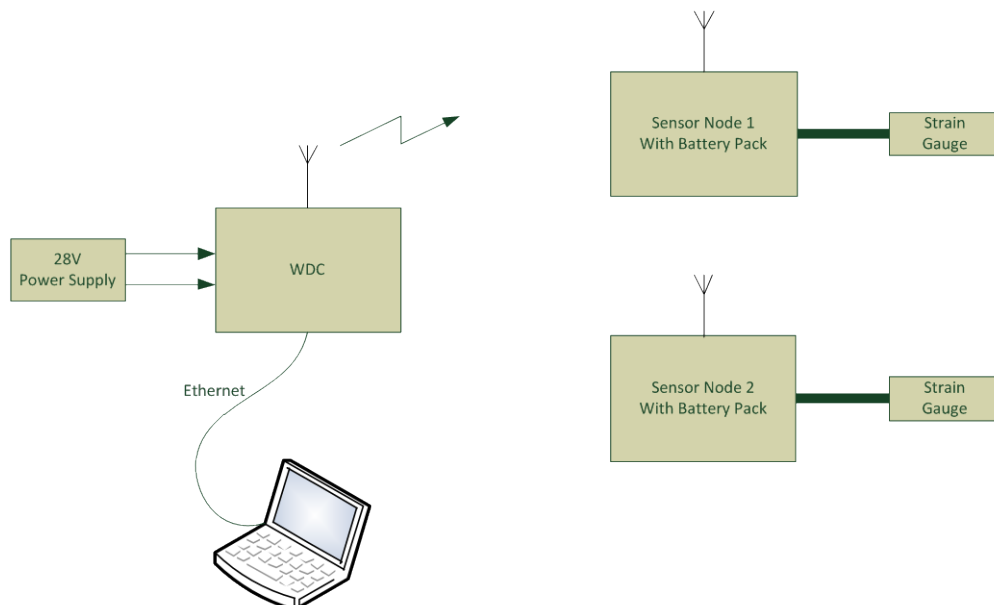 Sensor Node 1
With Battery Pack
Strain
Gauge
28V
Power Supply
WDC
Ethernet
Sensor Node 2
With Battery Pack
Strain
Gauge